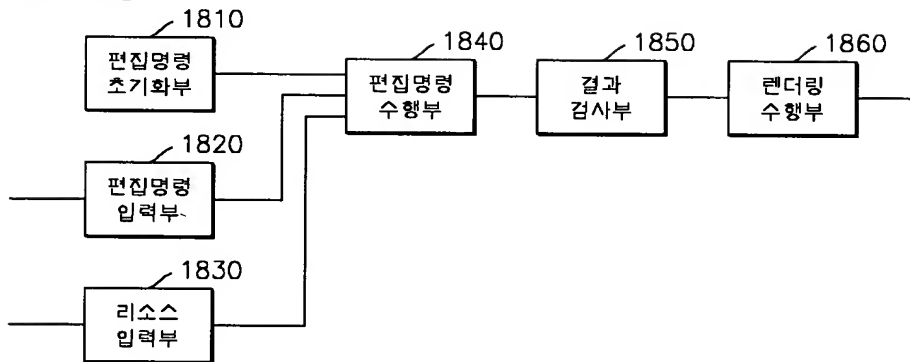 1810
편집명령
초기화부
1840
편집명령
수행부
1850
결과
검사부
1860
렌더링
수행부
1820
편집명령
입력부
1830
리소스
입력부